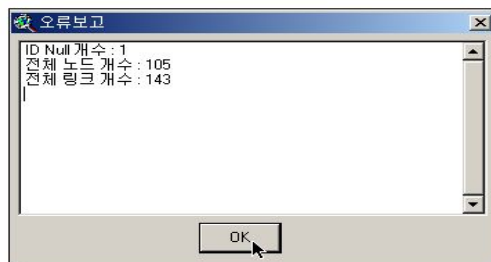 오류보고
ID Null 개수 : 1
전체 노드 개수 : 105
전체 링크 개수 : 143
OK